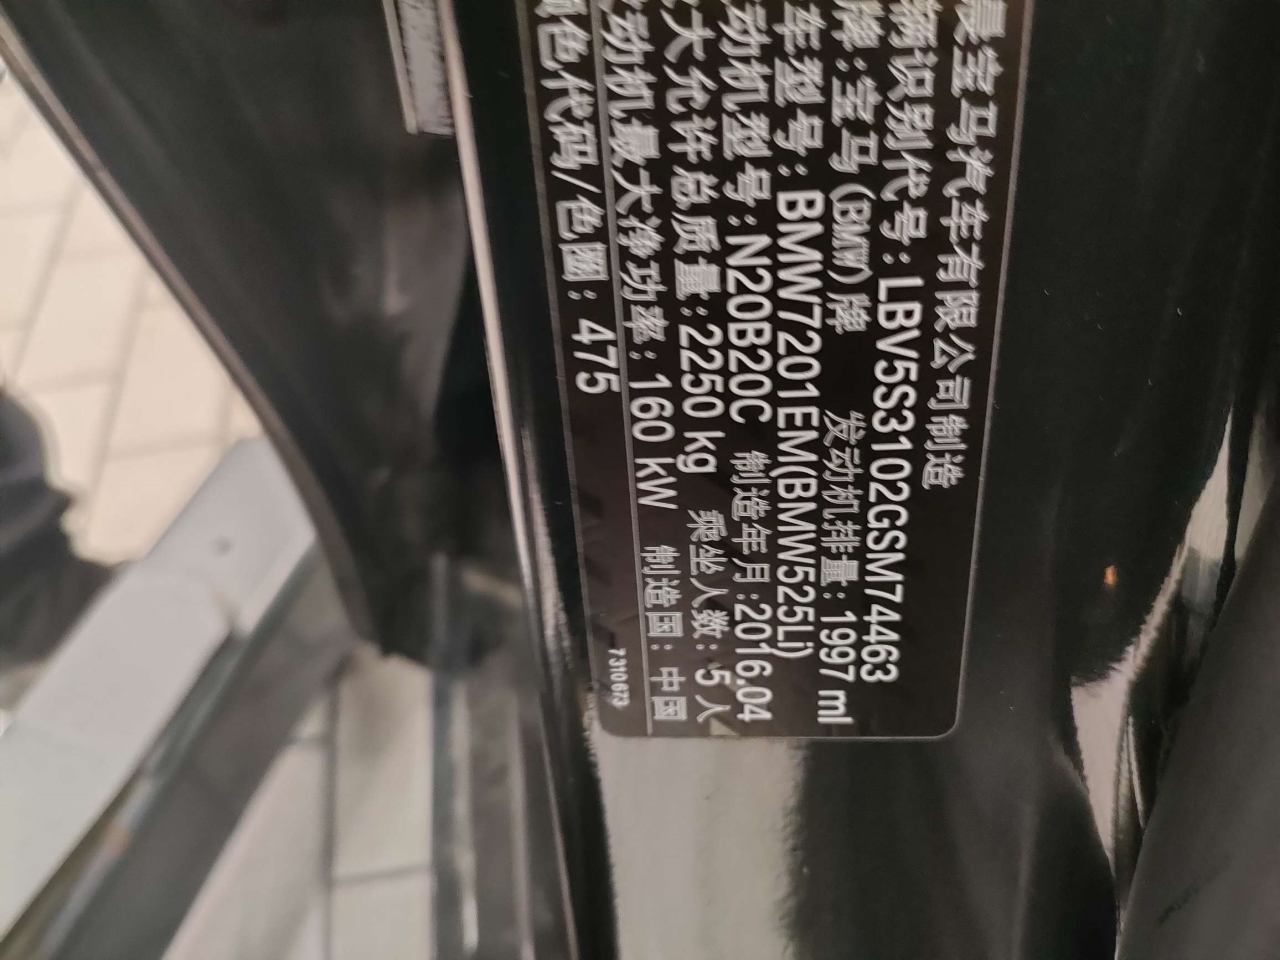 晨宝马汽车有限公司制造
辆识别代号：LBV5S3102GSM74463
牌：宝马(BMW)牌 发动机排量：1997 ml
车型号：BMW7201EM(BMW525Li)
动机型号：N20B20C 制造年月：2016.04
大允许总质量：2250 kg 乘坐人数：5人
动机最大净功率：160 kW 制造国：中国
颜色代码/色圈：475
7310673